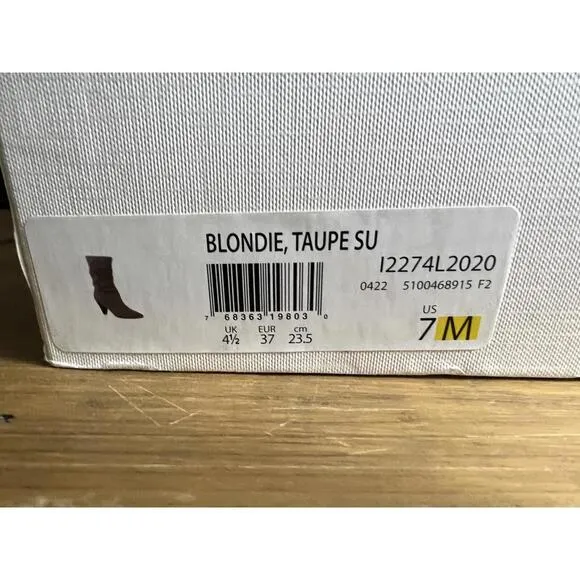 BLONDIE, TAUPE SU
I2274L2020
0422 5100468915 F2
7 68363 19803 0
UK EUR cm
4½ 37 23.5
US
7 M